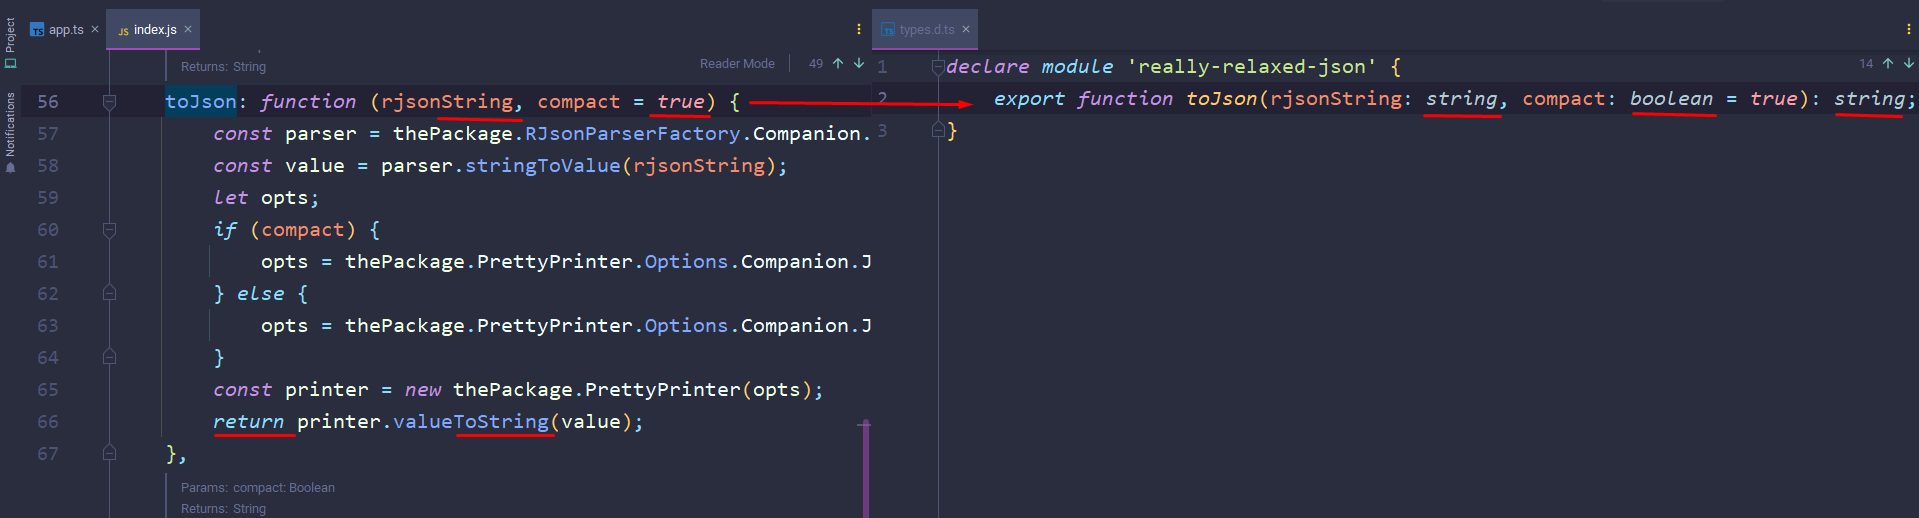 Project
Notifications
app.ts
index.js
Returns: String
Reader Mode 49
56 toJson: function (rjsonString, compact = true) {
57 const parser = thePackage.RJsonParserFactory.Companion.
58 const value = parser.stringToValue(rjsonString);
59 let opts;
60 if (compact) {
61 opts = thePackage.PrettyPrinter.Options.Companion.J
62 } else {
63 opts = thePackage.PrettyPrinter.Options.Companion.J
64 }
65 const printer = new thePackage.PrettyPrinter(opts);
66 return printer.valueToString(value);
67 },
Params: compact: Boolean
Returns: String
types.d.ts
14
1 declare module 'really-relaxed-json' {
2 export function toJson(rjsonString: string, compact: boolean = true): string;
3 }